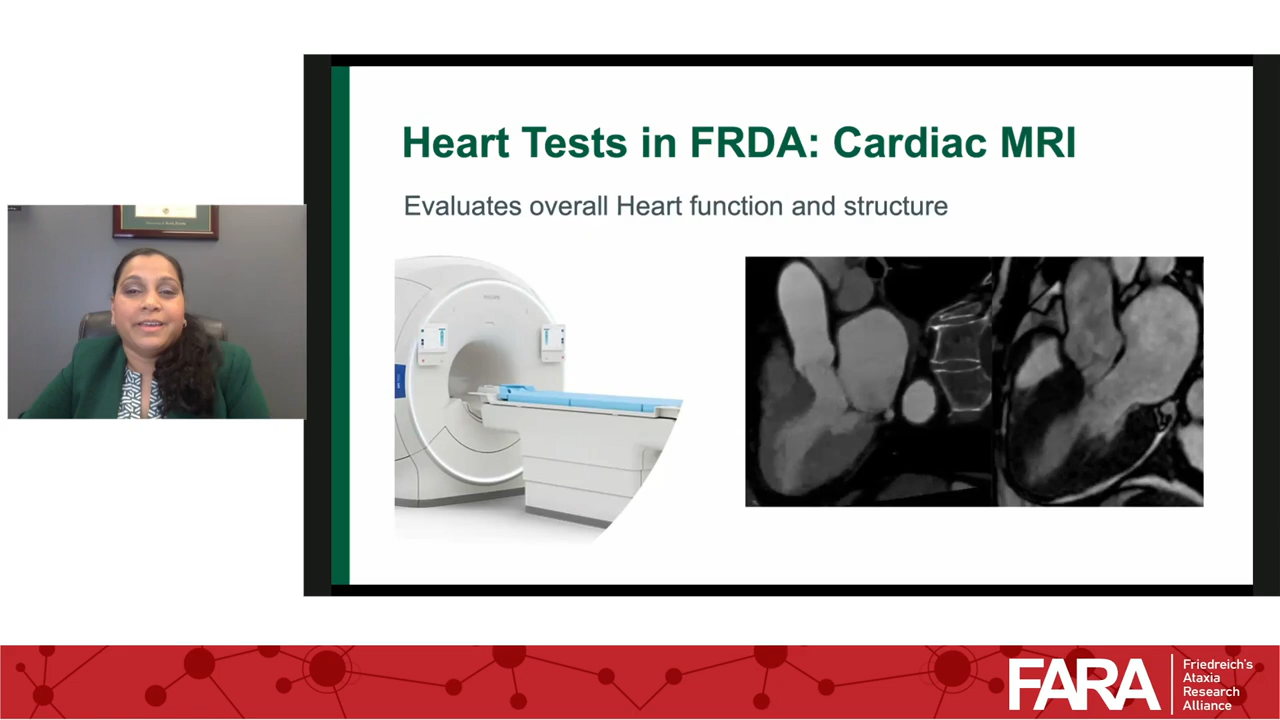 Heart Tests in FRDA: Cardiac MRI
Evaluates overall Heart function and structure
FARA
Friedreich's
Ataxia
Research
Alliance